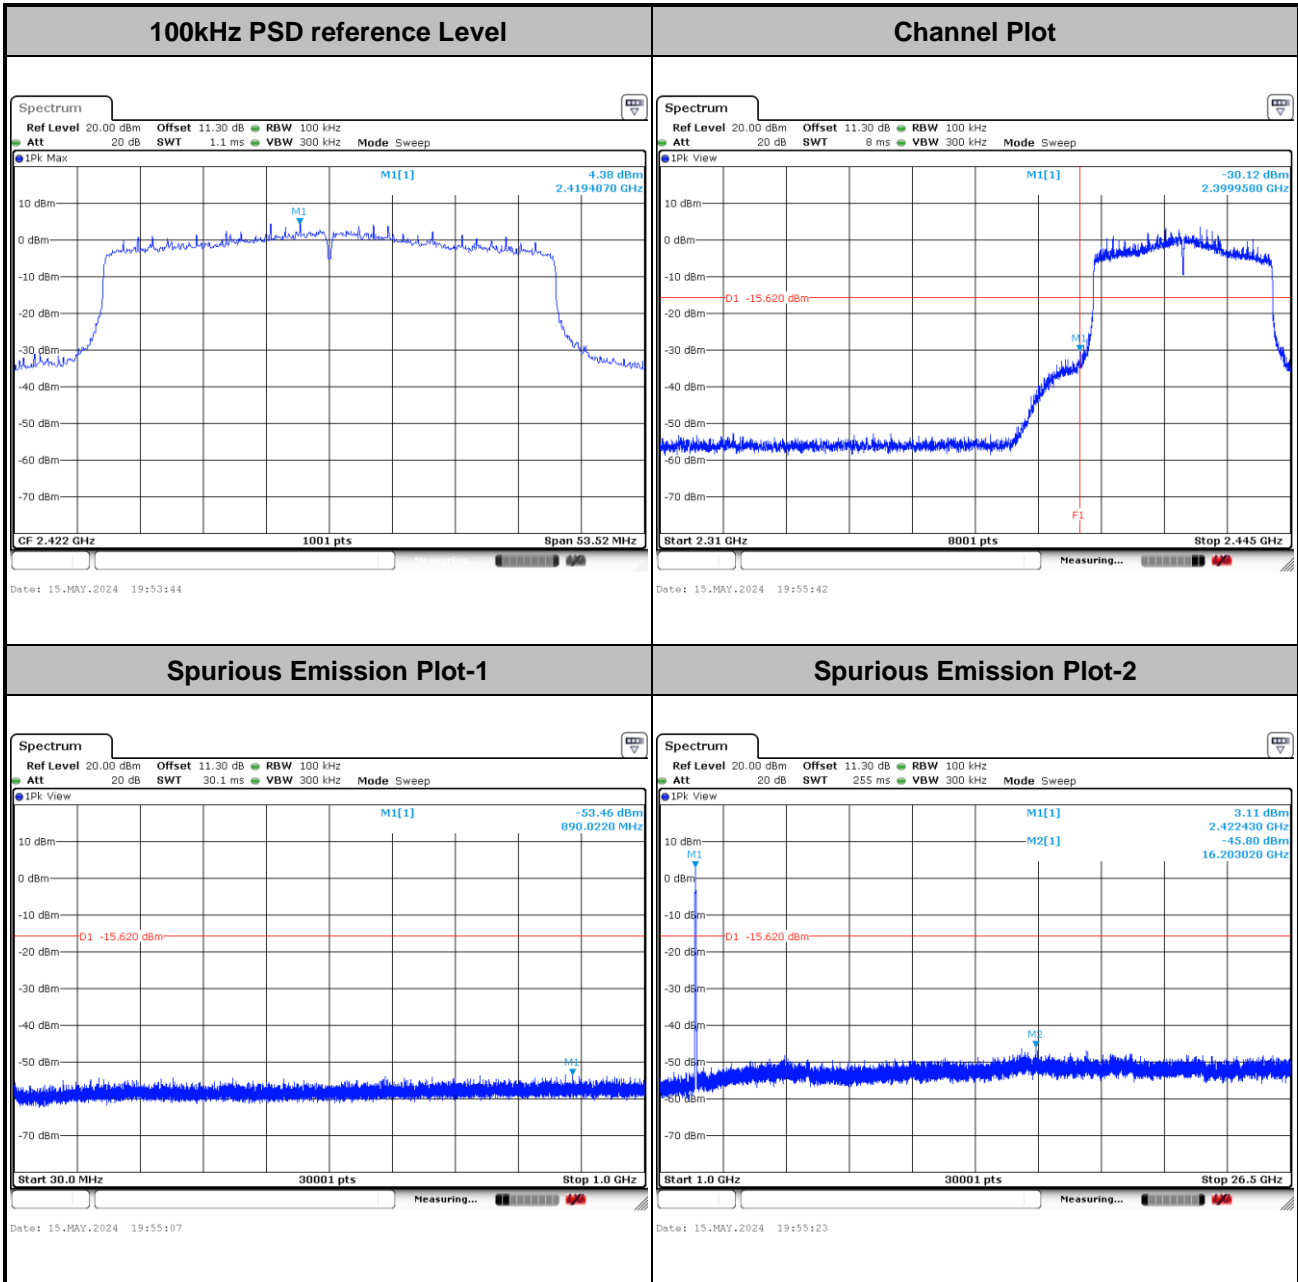 100kHz PSD reference Level
Channel Plot
Spectrum
Ref Level 20.00 dBm Offset 11.30 dB RBW 100 kHz
Att 20 dB SWT 1.1 ms VBW 300 kHz Mode Sweep
1Pk Max
M1[1] 4.38 dBm
2.4194870 GHz
10 dBm
M1
0 dBm
-10 dBm
-20 dBm
-30 dBm
-40 dBm
-50 dBm
-60 dBm
-70 dBm
CF 2.422 GHz 1001 pts Span 53.52 MHz
Measuring...
Date: 15.MAY.2024 19:53:44
Spectrum
Ref Level 20.00 dBm Offset 11.30 dB RBW 100 kHz
Att 20 dB SWT 8 ms VBW 300 kHz Mode Sweep
1Pk View
M1[1] -30.12 dBm
2.3999580 GHz
10 dBm
0 dBm
-10 dBm
D1 -15.620 dBm
-20 dBm
M1
-30 dBm
-40 dBm
-50 dBm
-60 dBm
-70 dBm
F1
Start 2.31 GHz 8001 pts Stop 2.445 GHz
Measuring...
Date: 15.MAY.2024 19:55:42
Spurious Emission Plot-1
Spurious Emission Plot-2
Spectrum
Ref Level 20.00 dBm Offset 11.30 dB RBW 100 kHz
Att 20 dB SWT 30.1 ms VBW 300 kHz Mode Sweep
1Pk View
M1[1] -53.46 dBm
890.0220 MHz
10 dBm
0 dBm
-10 dBm
D1 -15.620 dBm
-20 dBm
-30 dBm
-40 dBm
-50 dBm
M1
-70 dBm
Start 30.0 MHz 30001 pts Stop 1.0 GHz
Measuring...
Date: 15.MAY.2024 19:55:07
Spectrum
Ref Level 20.00 dBm Offset 11.30 dB RBW 100 kHz
Att 20 dB SWT 255 ms VBW 300 kHz Mode Sweep
1Pk View
M1[1] 3.11 dBm
2.422430 GHz
10 dBm
M2[1] -45.80 dBm
M1
16.203020 GHz
0 dBm
-10 dBm
D1 -15.620 dBm
-20 dBm
-30 dBm
-40 dBm
M2
-50 dBm
-60 dBm
-70 dBm
Start 1.0 GHz 30001 pts Stop 26.5 GHz
Measuring...
Date: 15.MAY.2024 19:55:23